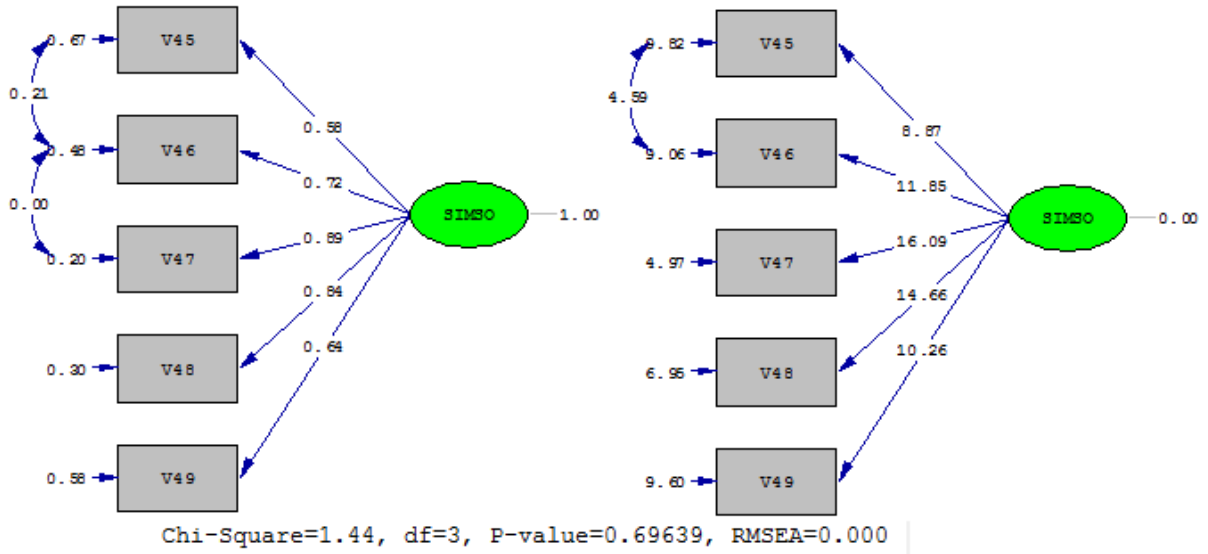 0.67 V45
0.21
0.58
0.48 V46
0.72
0.00
0.89
0.20 V47
SIMSO 1.00
0.84
0.30 V48
0.64
0.58 V49
9.82 V45
4.59
8.87
9.06 V46
11.85
16.09
4.97 V47
SIMSO 0.00
14.66
6.95 V48
10.26
9.60 V49
Chi-Square=1.44, df=3, P-value=0.69639, RMSEA=0.000